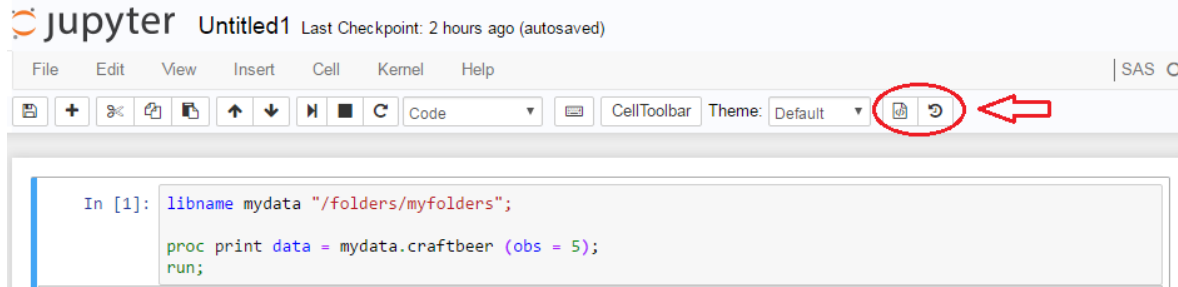 jupyter Untitled1 Last Checkpoint: 2 hours ago (autosaved)
File Edit View Insert Cell Kernel Help SAS
Code CellToolbar Theme: Default
In [1]: libname mydata "/folders/myfolders";
proc print data = mydata.craftbeer (obs = 5);
run;